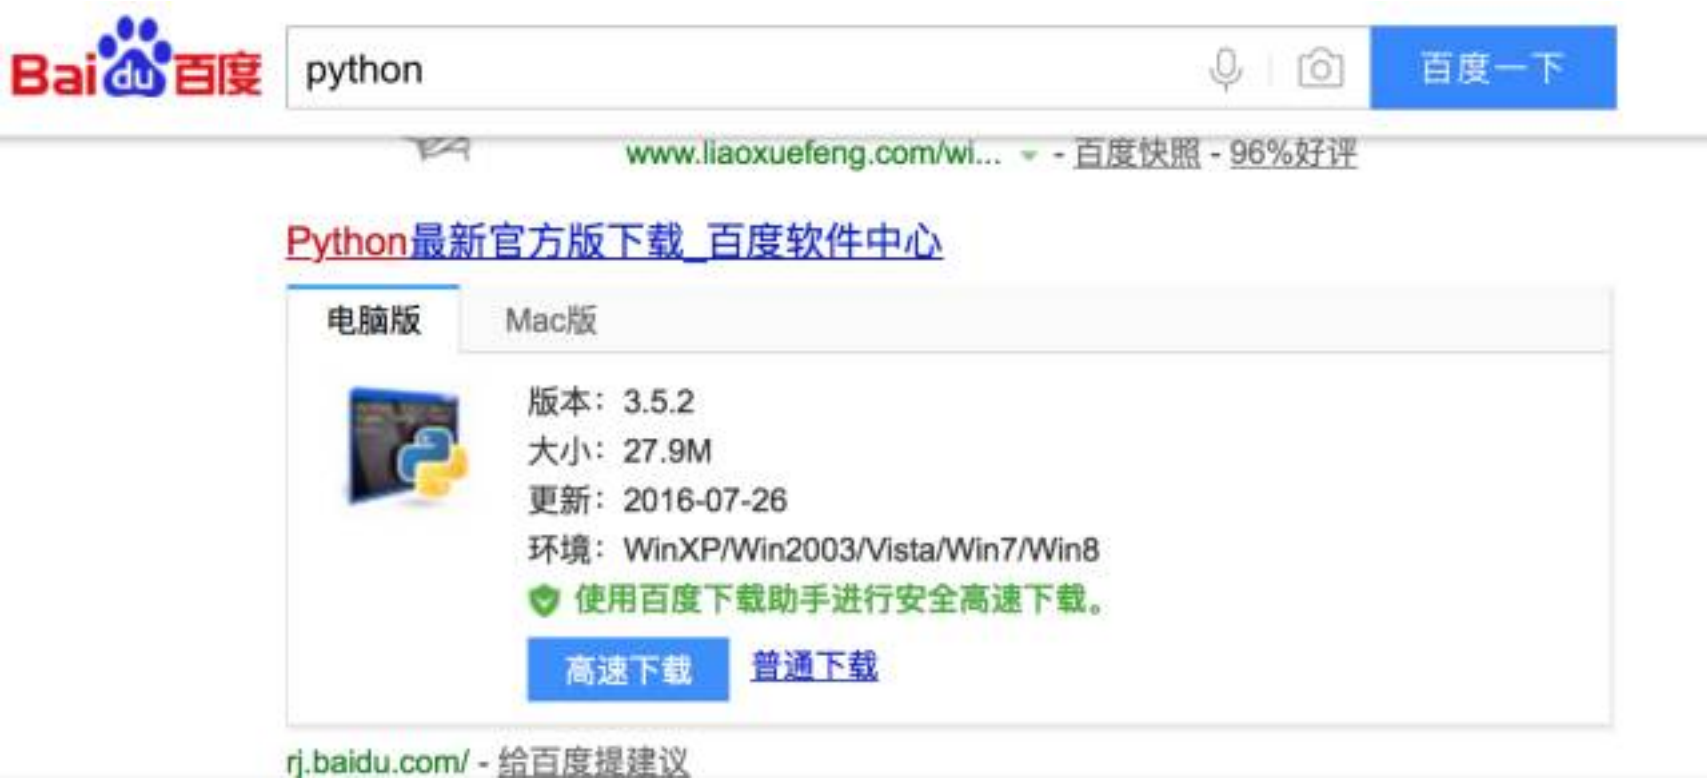 Bai du 百度 python 百度一下
www.liaoxuefeng.com/wi... - 百度快照 - 96%好评
Python最新官方版下载_百度软件中心
电脑版 Mac版
版本：3.5.2
大小：27.9M
更新：2016-07-26
环境：WinXP/Win2003/Vista/Win7/Win8
使用百度下载助手进行安全高速下载。
高速下载 普通下载
rj.baidu.com/ - 给百度提建议